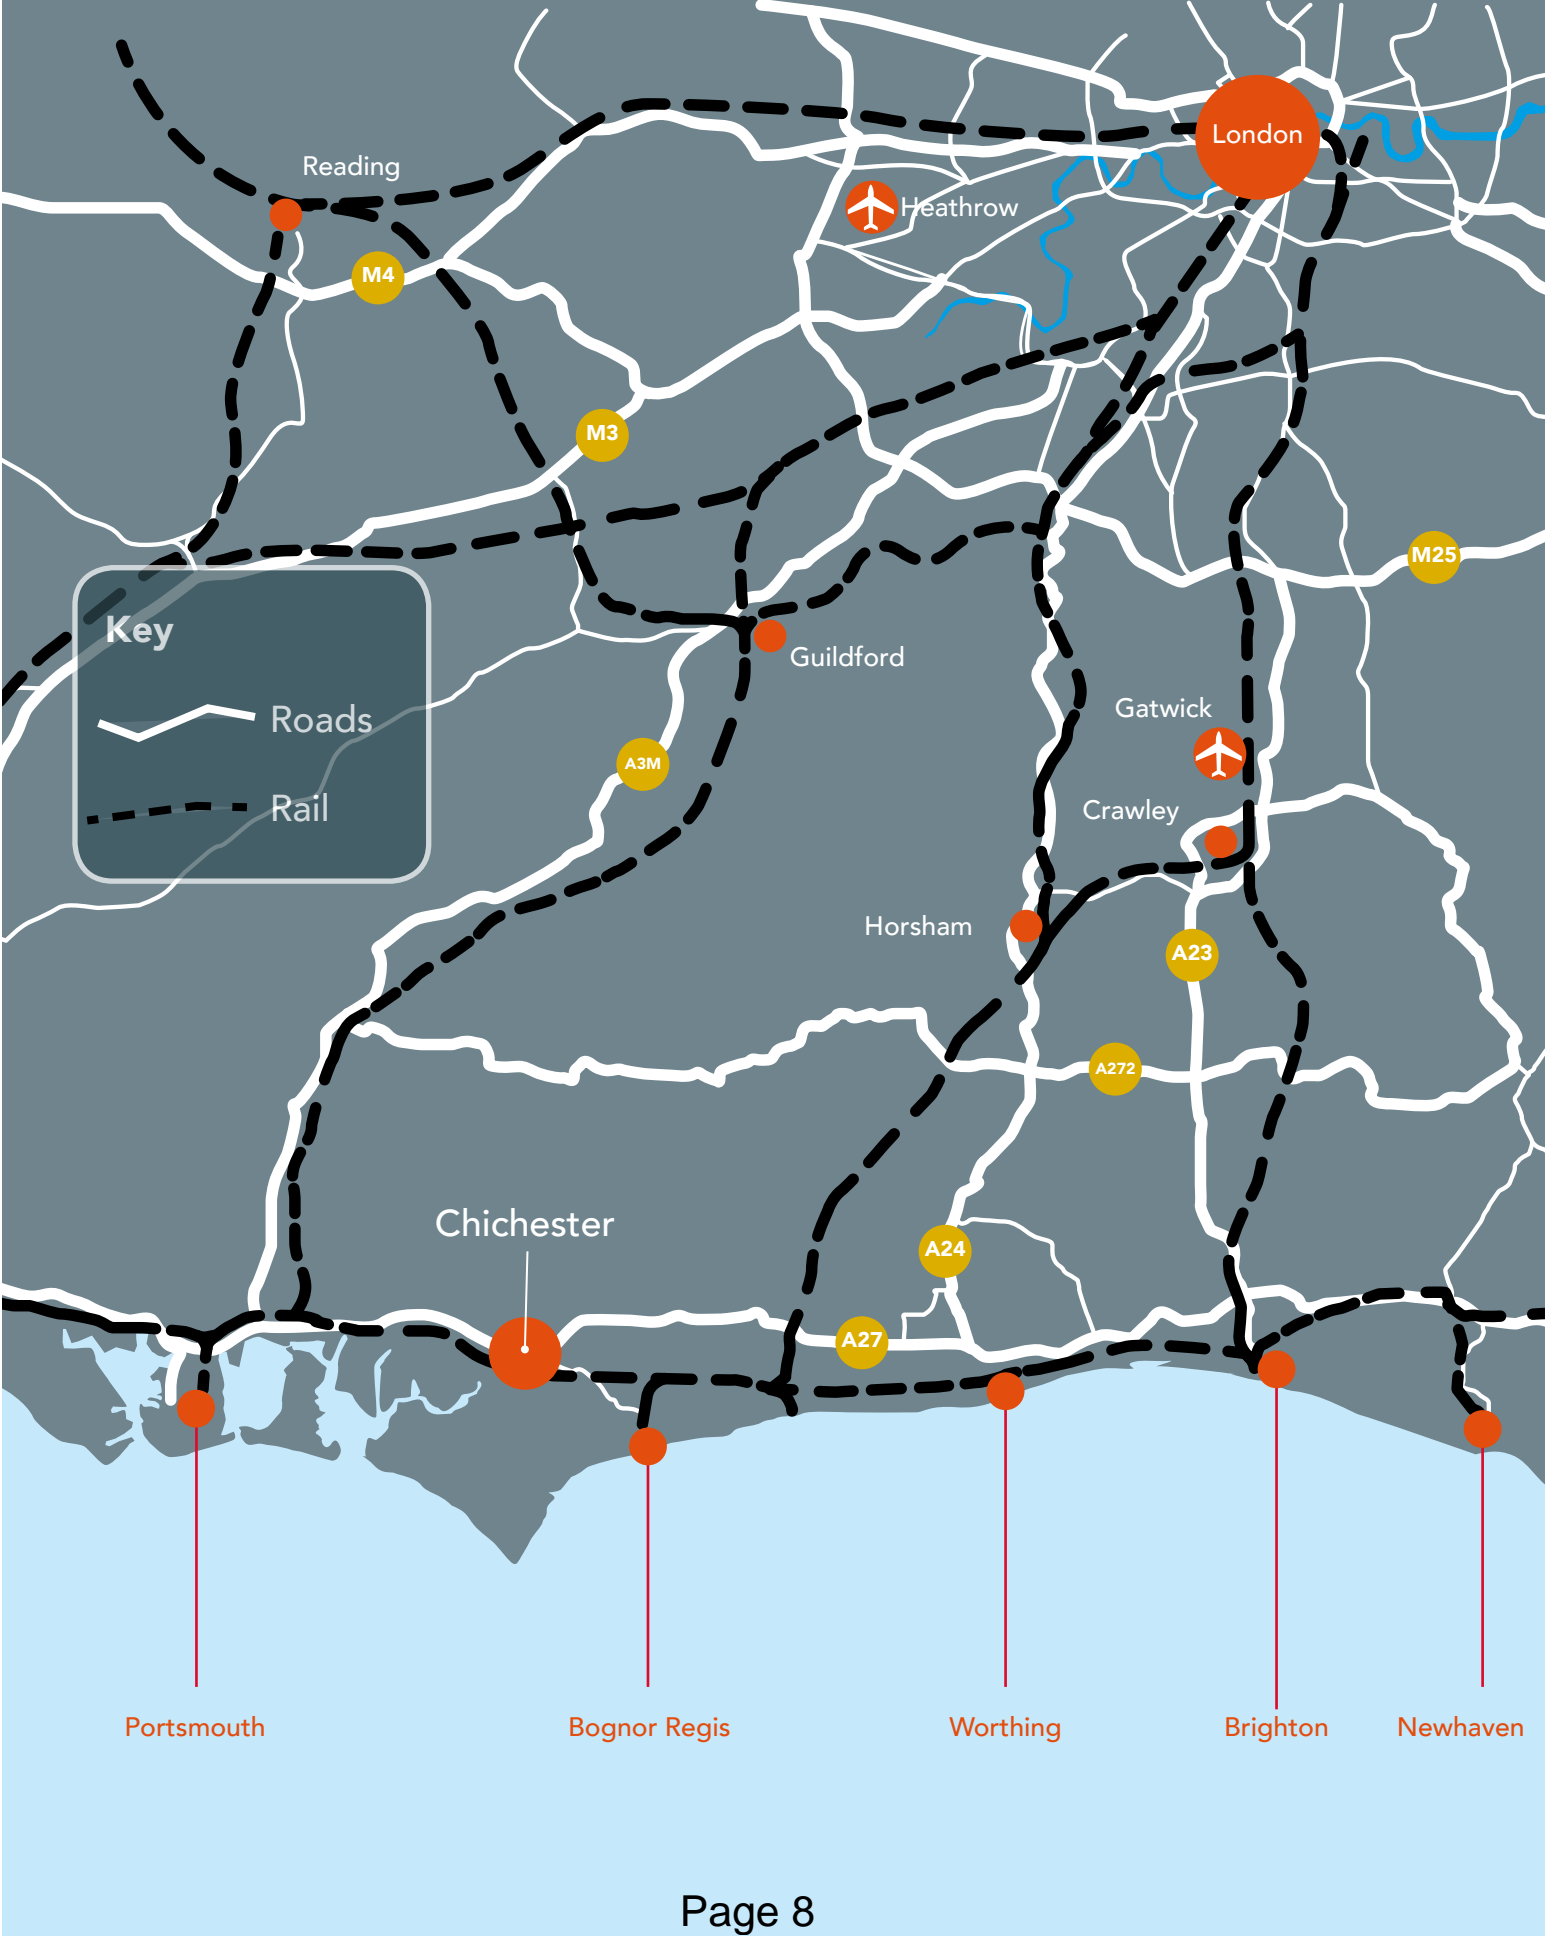 London
Reading
Heathrow
M4
M3
M25
Key
Guildford
Roads
Gatwick
A3M
Rail
Crawley
Horsham
A23
A272
Chichester
A24
A27
Portsmouth
Bognor Regis
Worthing
Brighton
Newhaven
Page 8